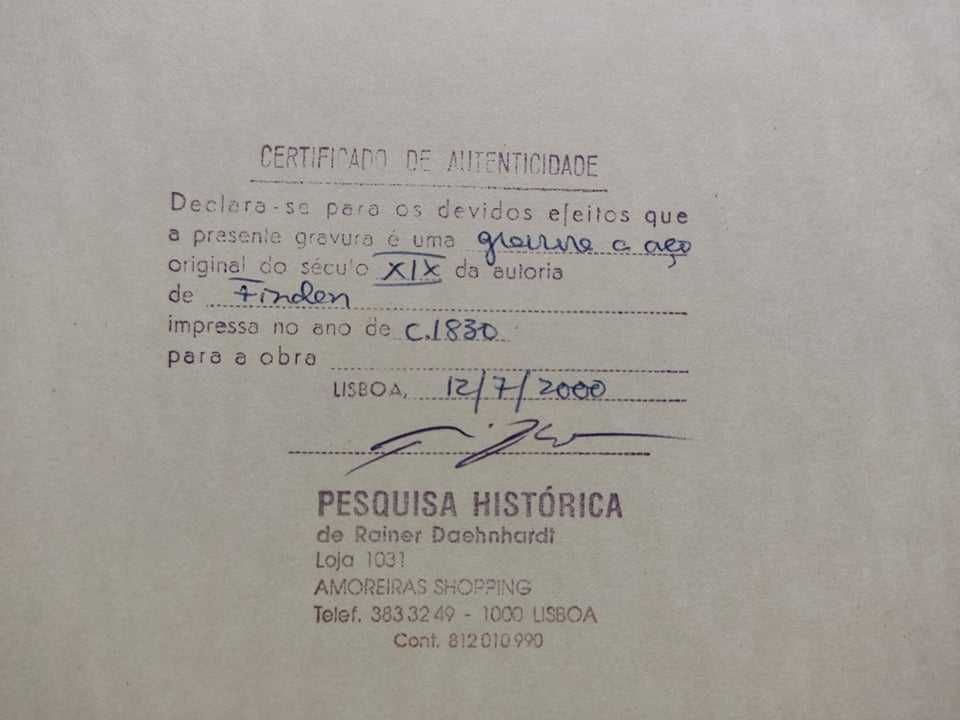 CERTIFICADO DE AUTENTICIDADE
Declara-se para os devidos efeitos que
a presente gravura é uma gravura a aço
original do século XIX da autoria
de Finden
impressa no ano de c.1830
para a obra
LISBOA, 12/7/2000
PESQUISA HISTÓRICA
de Rainer Daehnhardt
Loja 1031
AMOREIRAS SHOPPING
Telef. 383 32 49 - 1000 LISBOA
Cont. 812 010 990